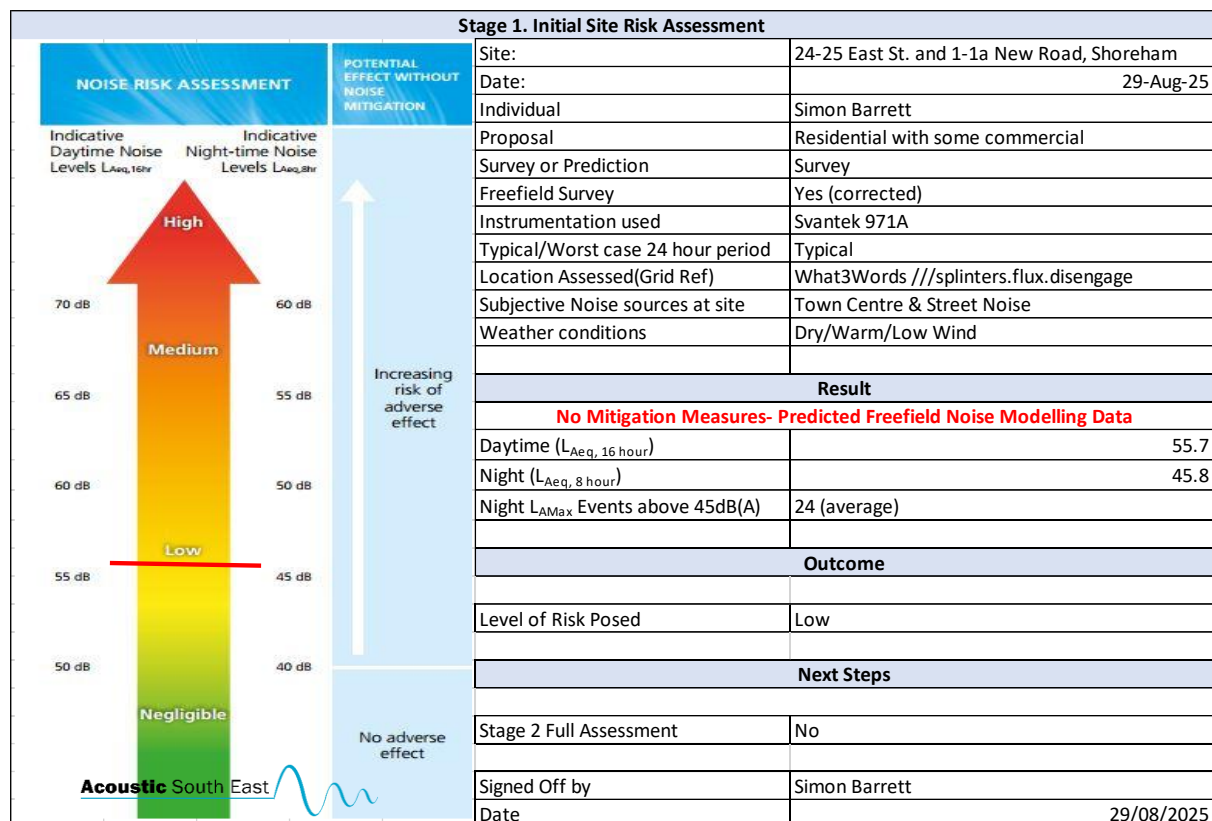 Stage 1. Initial Site Risk Assessment
NOISE RISK ASSESSMENT
POTENTIAL
EFFECT WITHOUT
NOISE
MITIGATION
Indicative
Daytime Noise
Levels LAeq,16hr
Indicative
Night-time Noise
Levels LAeq,8hr
High
70 dB
60 dB
Medium
65 dB
55 dB
60 dB
50 dB
Low
55 dB
45 dB
50 dB
40 dB
Negligible
Increasing
risk of
adverse
effect
No adverse
effect
Acoustic South East
Site: 24-25 East St. and 1-1a New Road, Shoreham
Date: 29-Aug-25
Individual Simon Barrett
Proposal Residential with some commercial
Survey or Prediction Survey
Freefield Survey Yes (corrected)
Instrumentation used Svantek 971A
Typical/Worst case 24 hour period Typical
Location Assessed(Grid Ref) What3Words ///splinters.flux.disengage
Subjective Noise sources at site Town Centre & Street Noise
Weather conditions Dry/Warm/Low Wind
Result
No Mitigation Measures- Predicted Freefield Noise Modelling Data
Daytime (LAeq, 16 hour) 55.7
Night (LAeq, 8 hour) 45.8
Night LAMax Events above 45dB(A) 24 (average)
Outcome
Level of Risk Posed Low
Next Steps
Stage 2 Full Assessment No
Signed Off by Simon Barrett
Date 29/08/2025